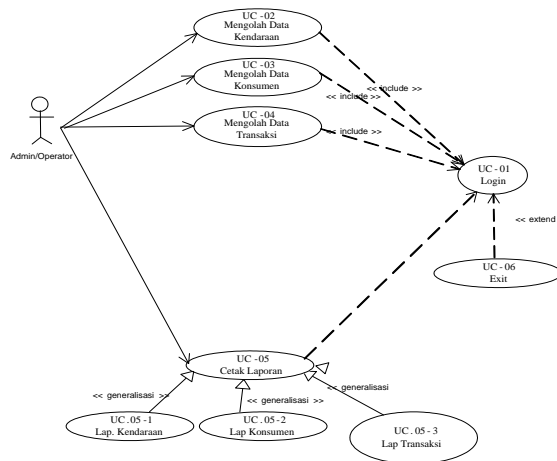 UC - 02
Mengolah Data
Kendaraan
UC - 03
Mengolah Data
Konsumen
<< include >>
<< include >>
UC - 04
Mengolah Data
Transaksi
<< include >>
Admin/Operator
UC - 01
Login
<< extend
UC - 06
Exit
UC - 05
Cetak Laporan
<< generalisasi >>
<< generalisasi >>
<< generalisasi
UC . 05 - 1
Lap. Kendaraan
UC . 05 - 2
Lap Konsumen
UC . 05 - 3
Lap Transaksi